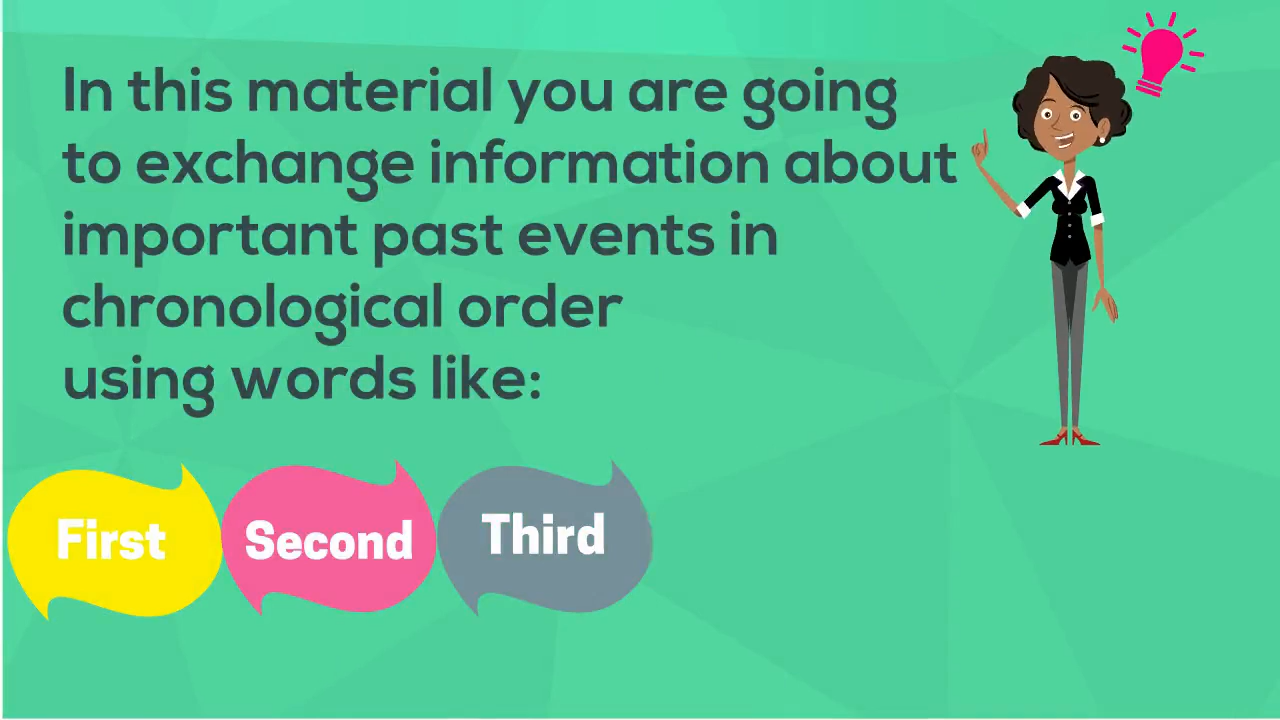 In this material you are going
to exchange information about
important past events in
chronological order
using words like:
First
Second
Third